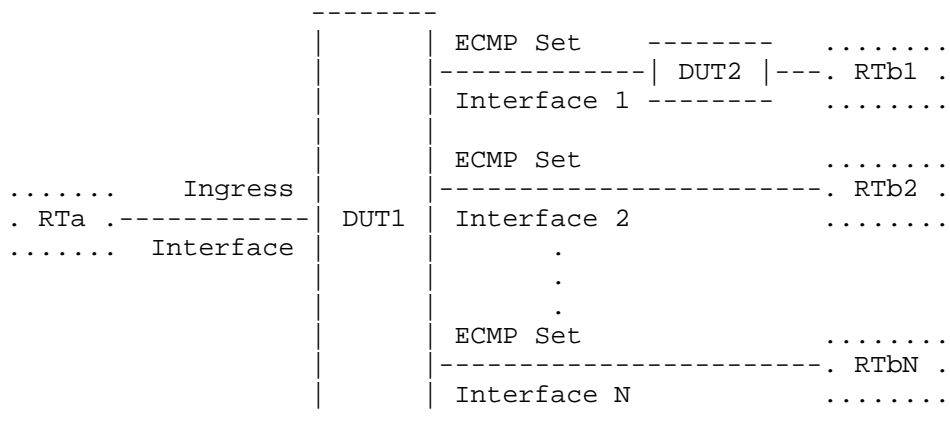 --------
|        | ECMP Set    --------   ........
|        |-------------| DUT2 |---. RTb1 .
|        | Interface 1 --------   ........
|        |
|        | ECMP Set               ........
.......    Ingress |        |-----------------------. RTb2 .
. RTa .------------|  DUT1  | Interface 2            ........
.......  Interface |        |       .
|        |       .
|        |       .
|        | ECMP Set               ........
|        |-----------------------. RTbN .
|        | Interface N            ........